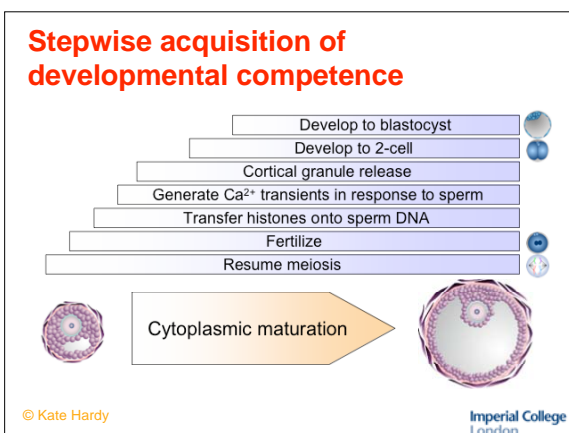 Stepwise acquisition of
developmental competence
Develop to blastocyst
Develop to 2-cell
Cortical granule release
Generate Ca²⁺ transients in response to sperm
Transfer histones onto sperm DNA
Fertilize
Resume meiosis
Cytoplasmic maturation
© Kate Hardy
Imperial College
London